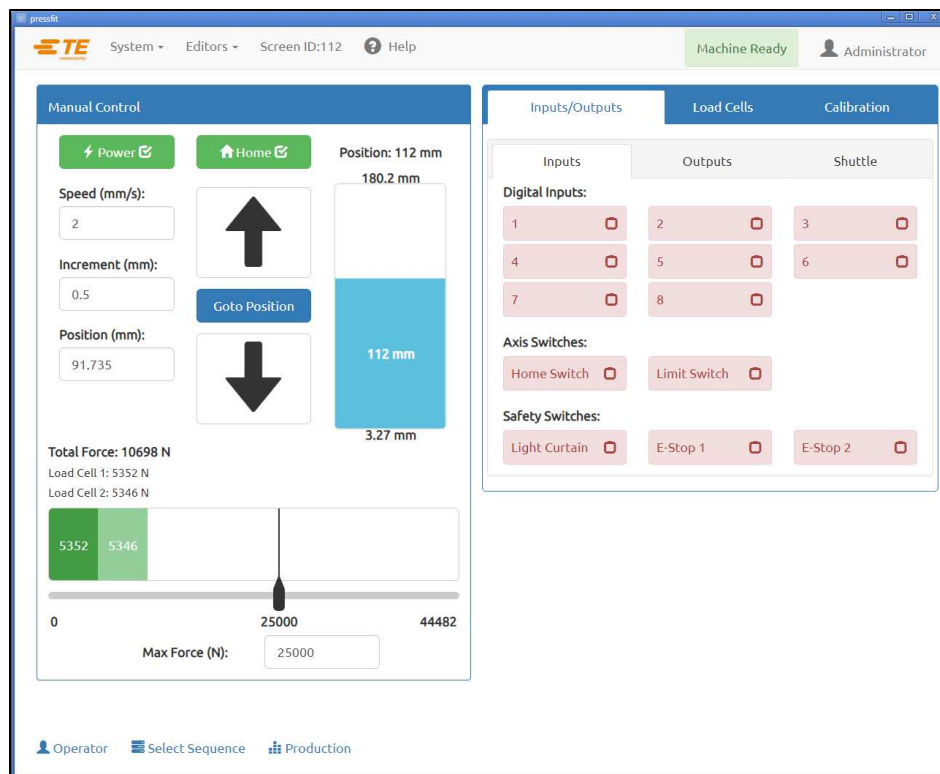 pressfit
TE
connectivity
System
Editors
Screen ID:112
Help
Machine Ready
Administrator
Manual Control
Power
Home
Position: 112 mm
180.2 mm
Speed (mm/s):
2
Increment (mm):
0.5
Goto Position
Position (mm):
91.735
112 mm
3.27 mm
Total Force: 10698 N
Load Cell 1: 5352 N
Load Cell 2: 5346 N
5352 5346
0 25000 44482
Max Force (N): 25000
Inputs/Outputs Load Cells Calibration
Inputs Outputs Shuttle
Digital Inputs:
1 2 3
4 5 6
7 8
Axis Switches:
Home Switch Limit Switch
Safety Switches:
Light Curtain E-Stop 1 E-Stop 2
Operator Select Sequence Production